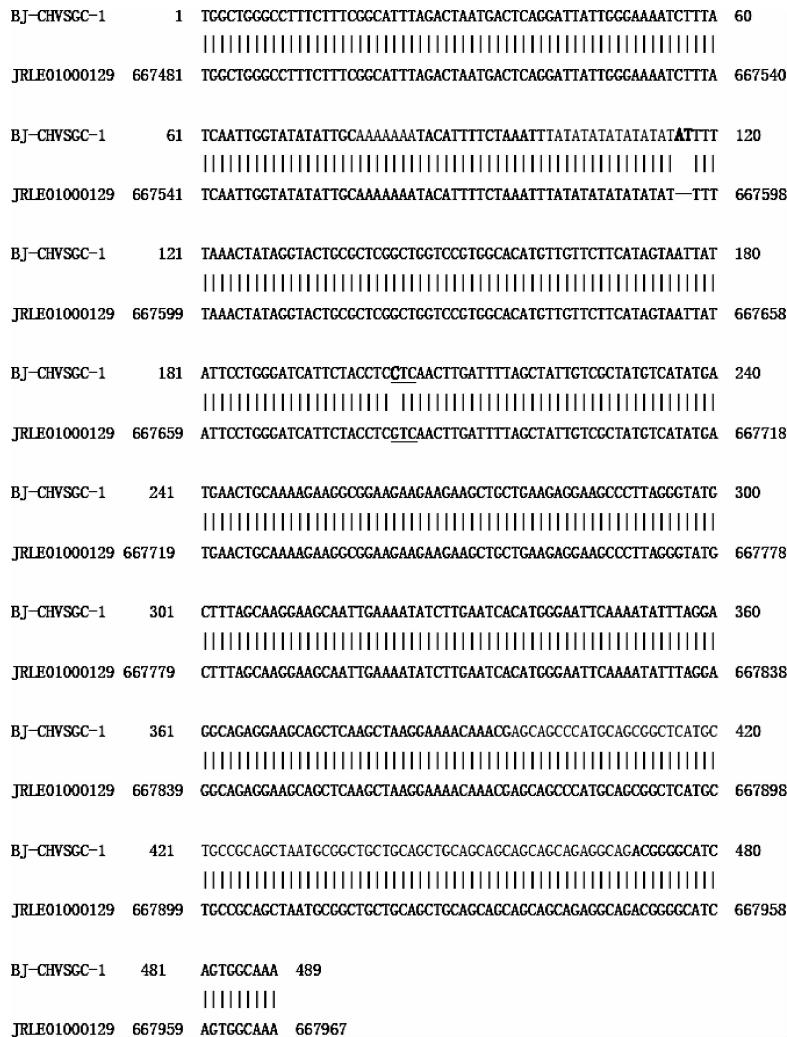 BJ-CHVSGC-1 1 TGGCTGGGCCTTTCTTTCGGCATTTAGACTAATGACTCAGGATTATTGGGAAAATCTTTA 60
||||||||||||||||||||||||||||||||||||||||||||||||||||||||||||
JRLE01000129 667481 TGGCTGGGCCTTTCTTTCGGCATTTAGACTAATGACTCAGGATTATTGGGAAAATCTTTA 667540
BJ-CHVSGC-1 61 TCAATTGGTATATATTGCAAAAAAATACATTTTCTAAATTTATATATATATATATATTTT 120
||||||||||||||||||||||||||||||||||||||||||||||||||||||| |||
JRLE01000129 667541 TCAATTGGTATATATTGCAAAAAAATACATTTTCTAAATTTATATATATATATAT--TTT 667598
BJ-CHVSGC-1 121 TAAACTATAGGTACTGCGCTCGGCTGGTCCGTGGCACATGTTGTTCTTCATAGTAATTAT 180
||||||||||||||||||||||||||||||||||||||||||||||||||||||||||||
JRLE01000129 667599 TAAACTATAGGTACTGCGCTCGGCTGGTCCGTGGCACATGTTGTTCTTCATAGTAATTAT 667658
BJ-CHVSGC-1 181 ATTCCTGGGATCATTCTACCTCCTCAACTTGATTTTAGCTATTGTCGCTATGTCATATGA 240
|||||||||||||||||||||| |||||||||||||||||||||||||||||||||||||
JRLE01000129 667659 ATTCCTGGGATCATTCTACCTCGTCAACTTGATTTTAGCTATTGTCGCTATGTCATATGA 667718
BJ-CHVSGC-1 241 TGAACTGCAAAAGAAGGCGGAAGAAGAAGAAGCTGCTGAAGAGGAAGCCCTTAGGGTATG 300
||||||||||||||||||||||||||||||||||||||||||||||||||||||||||||
JRLE01000129 667719 TGAACTGCAAAAGAAGGCGGAAGAAGAAGAAGCTGCTGAAGAGGAAGCCCTTAGGGTATG 667778
BJ-CHVSGC-1 301 CTTTAGCAAGGAAGCAATTGAAAATATCTTGAATCACATGGGAATTCAAAATATTTAGGA 360
||||||||||||||||||||||||||||||||||||||||||||||||||||||||||||
JRLE01000129 667779 CTTTAGCAAGGAAGCAATTGAAAATATCTTGAATCACATGGGAATTCAAAATATTTAGGA 667838
BJ-CHVSGC-1 361 GGCAGAGGAAGCAGCTCAAGCTAAGGAAAACAAACGAGCAGCCCATGCAGCGGCTCATGC 420
||||||||||||||||||||||||||||||||||||||||||||||||||||||||||||
JRLE01000129 667839 GGCAGAGGAAGCAGCTCAAGCTAAGGAAAACAAACGAGCAGCCCATGCAGCGGCTCATGC 667898
BJ-CHVSGC-1 421 TGCCGCAGCTAATGCGGCTGCTGCAGCTGCAGCAGCAGCAGCAGAGGCAGACGGGGCATC 480
||||||||||||||||||||||||||||||||||||||||||||||||||||||||||||
JRLE01000129 667899 TGCCGCAGCTAATGCGGCTGCTGCAGCTGCAGCAGCAGCAGCAGAGGCAGACGGGGCATC 667958
BJ-CHVSGC-1 481 AGTGGCAAA 489
|||||||||
JRLE01000129 667959 AGTGGCAAA 667967